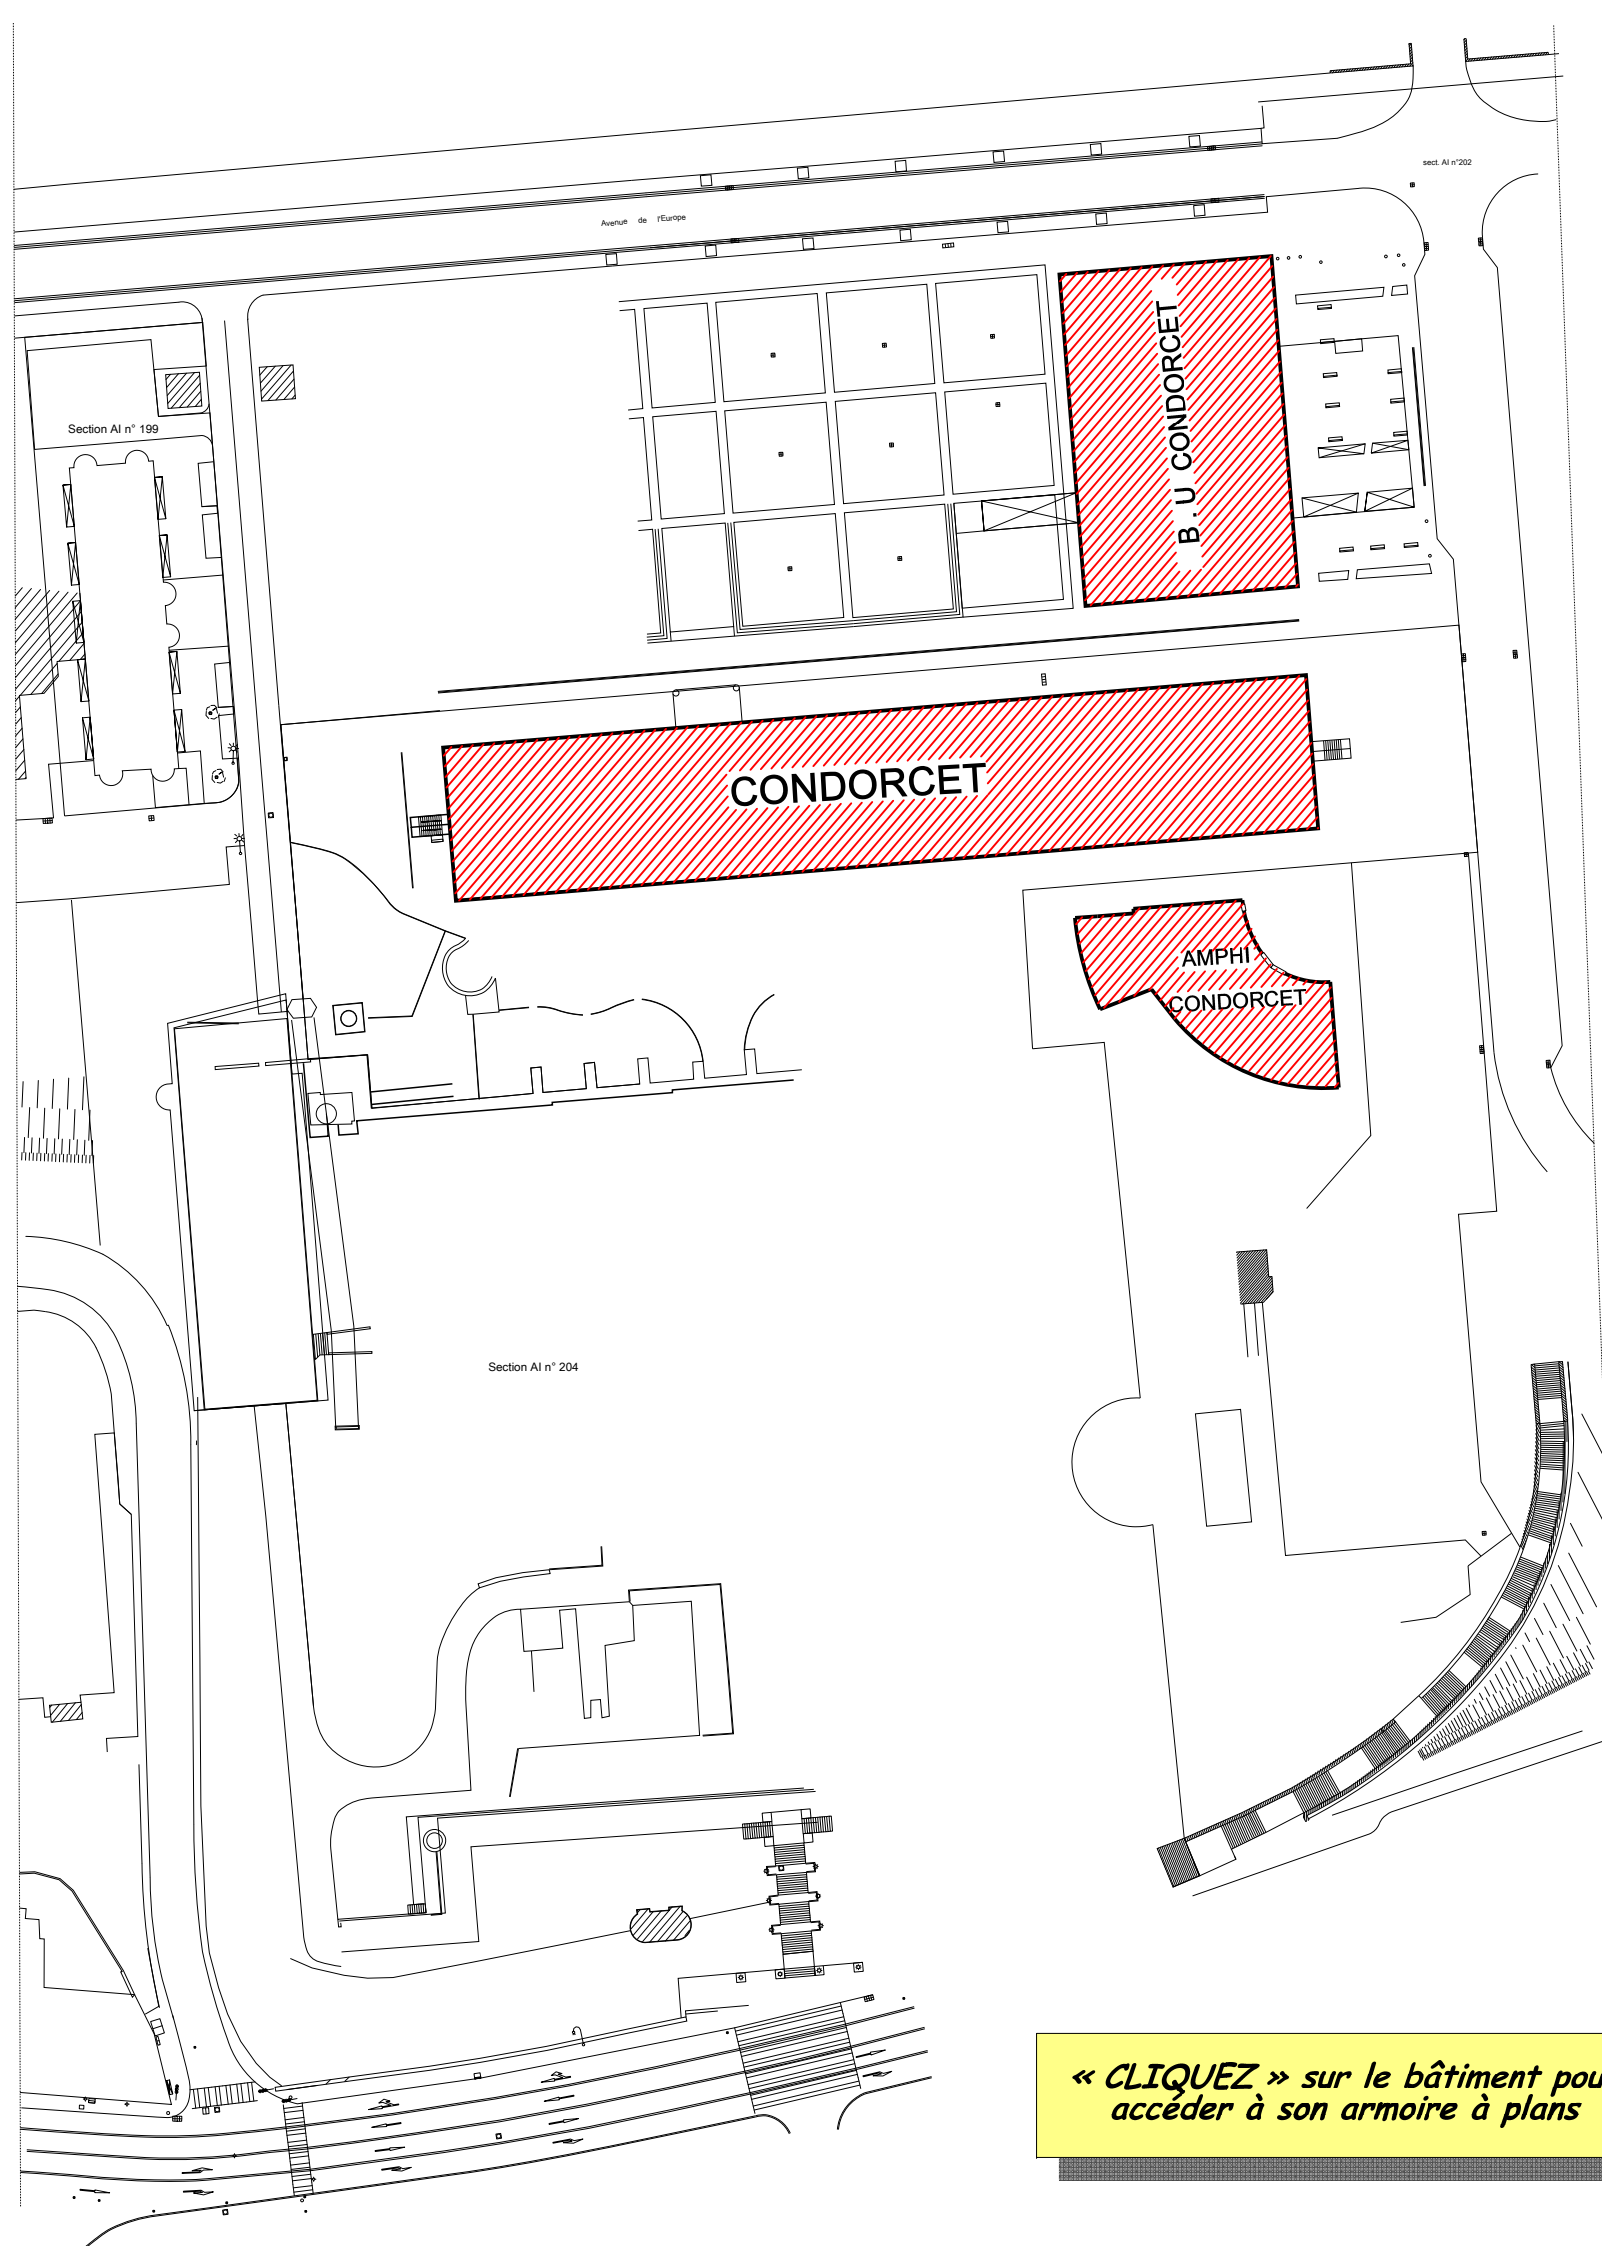 sect. AI n°202
Avenue de l'Europe
B . U CONDORCET
Section AI n° 199
CONDORCET
AMPHI
CONDORCET
Section AI n° 204
« CLIQUEZ » sur le bâtiment pou
accéder à son armoire à plans